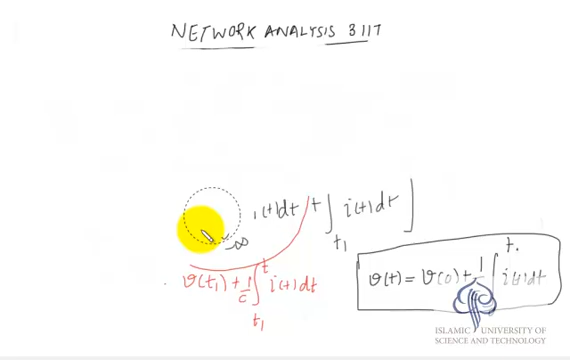 NETWORK ANALYSIS 3117
-∞ i(t)dt + ∫ t₁ i(t)dt ]
v(t₁) + 1/c ∫ t₁ t i(t)dt
v(t) = v(0) + 1/ ∫ t. i(t)dt
ISLAMIC UNIVERSITY OF
SCIENCE AND TECHNOLOGY